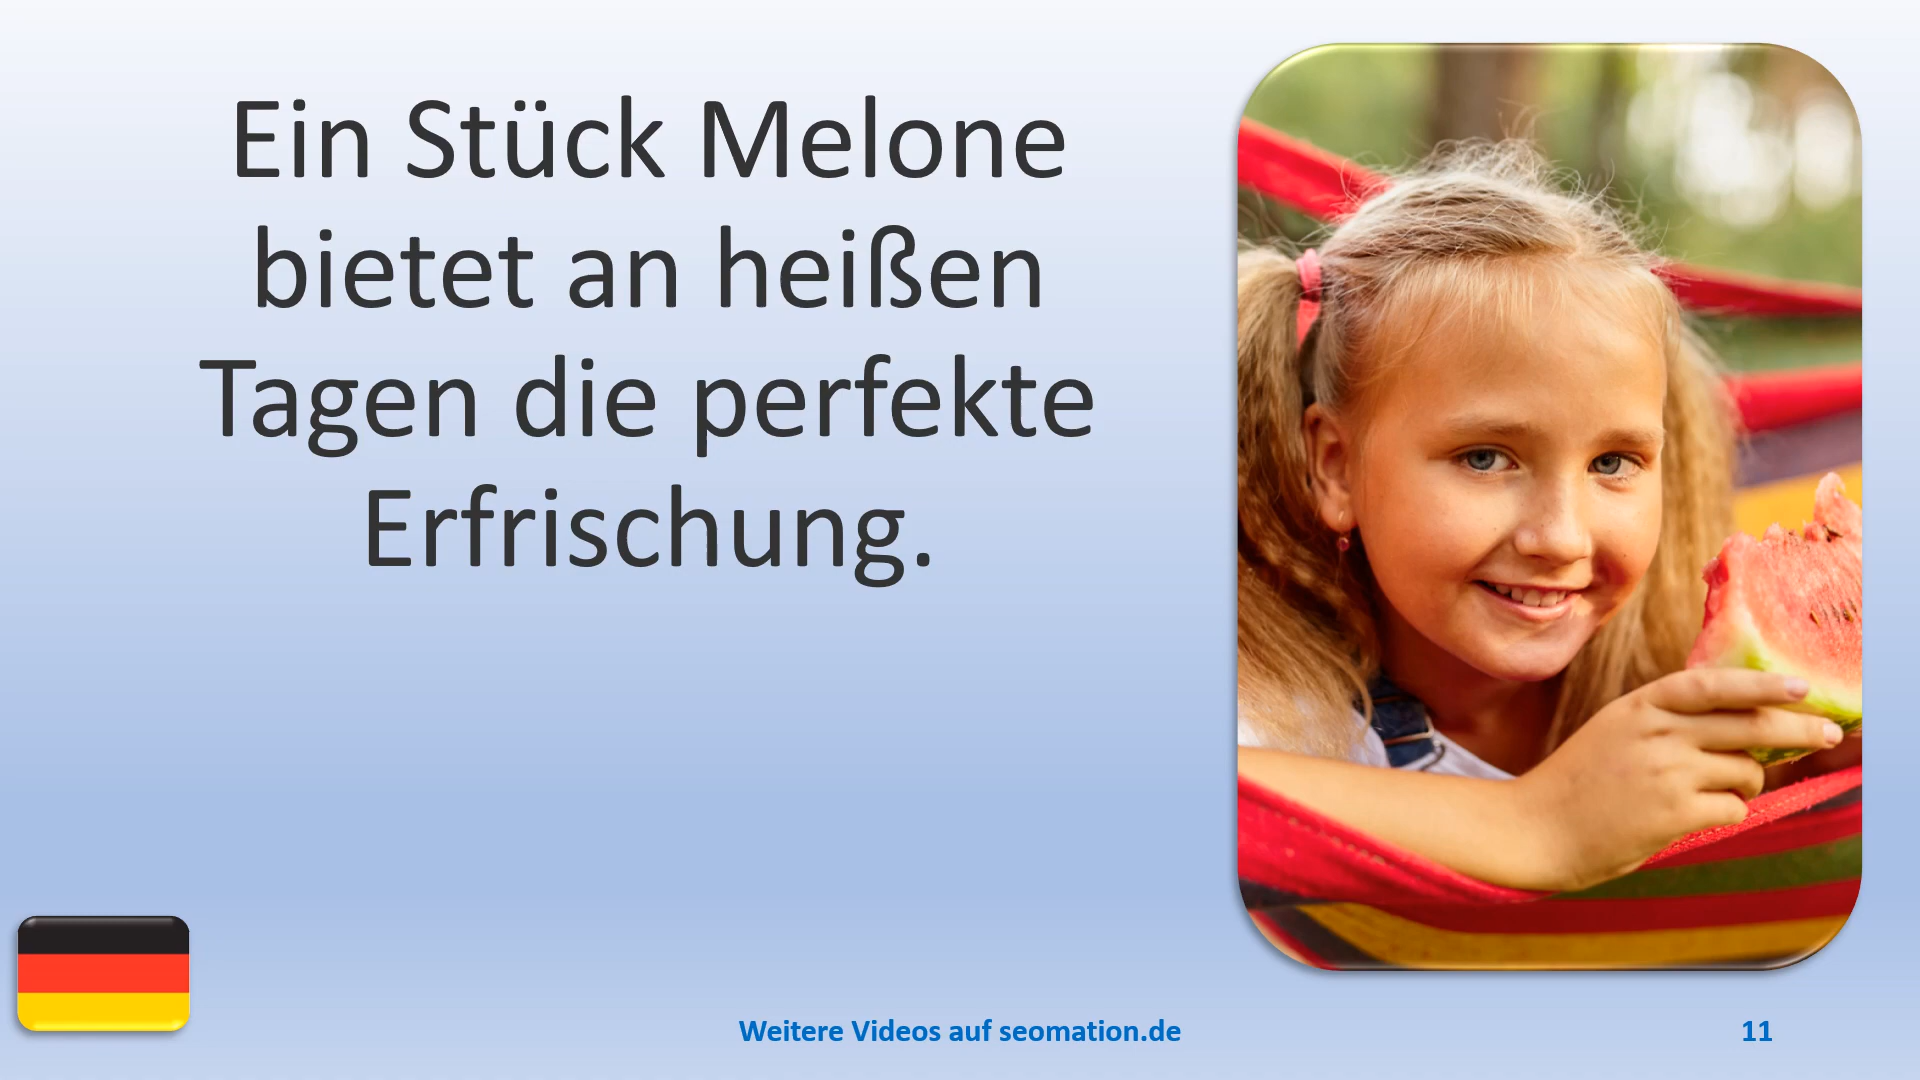 Ein Stück Melone
bietet an heißen
Tagen die perfekte
Erfrischung.
Weitere Videos auf seomation.de
11